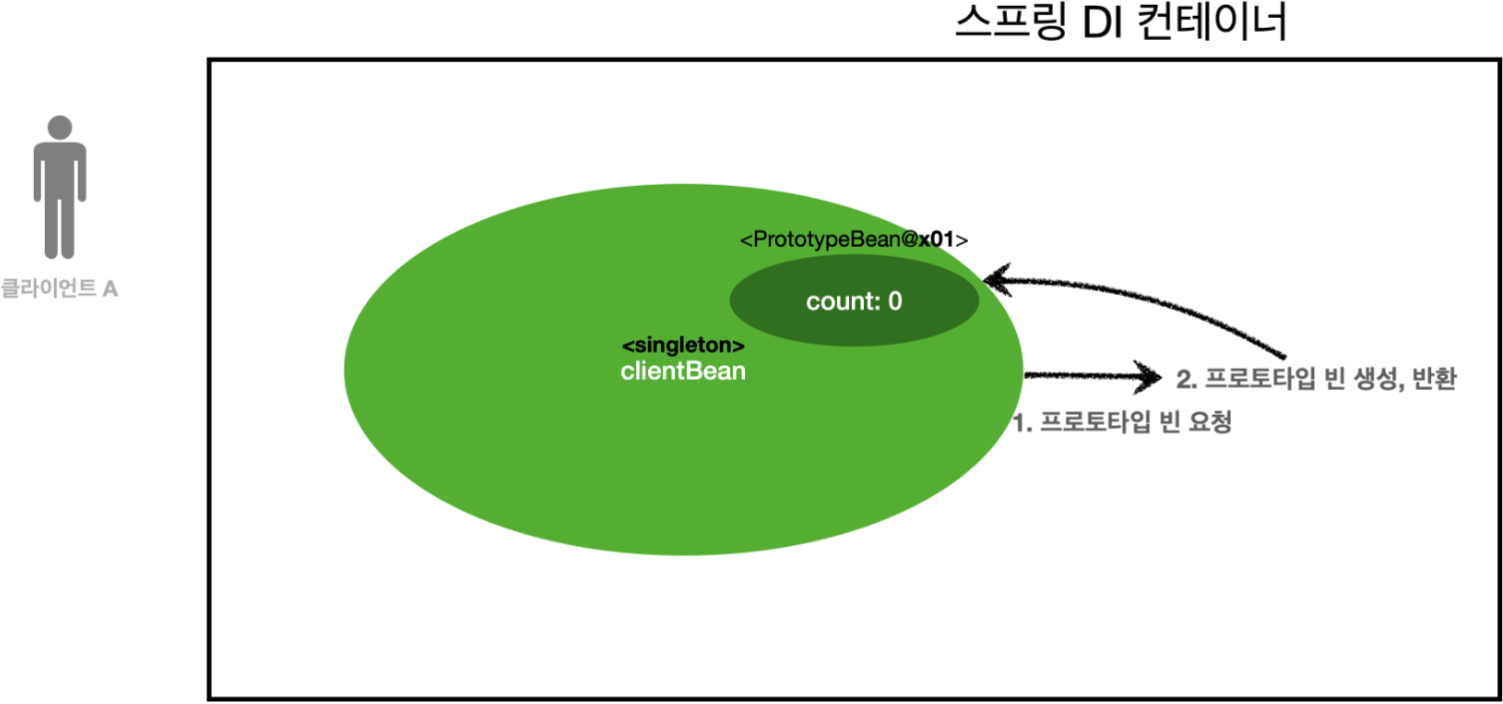 스프링 DI 컨테이너
클라이언트 A
<PrototypeBean@x01>
count: 0
<singleton>
clientBean
2. 프로토타입 빈 생성, 반환
1. 프로토타입 빈 요청